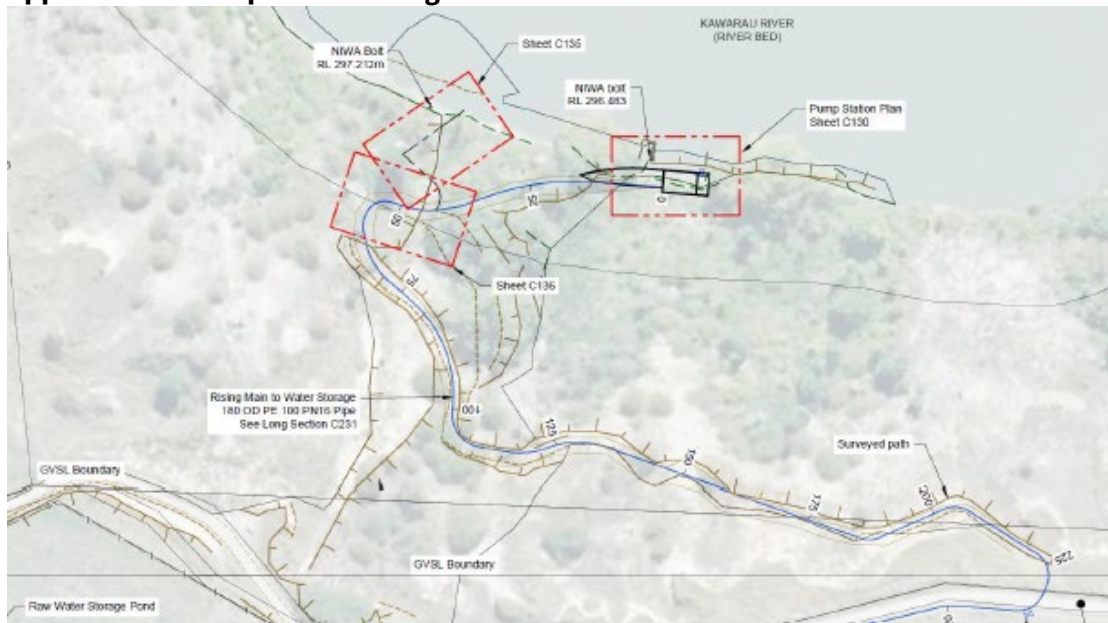 KAWARAU RIVER
(RIVER BED)
NIWA Bolt
RL 297.212m
Sheet C135
NIWA bolt
RL 296.483
Pump Station Plan
Sheet C130
0
25
50
75
Sheet C136
Rising Main to Water Storage
180 OD PE 100 PN16 Pipe
See Long Section C231
100
125
150
175
200
225
Surveyed path
GVSL Boundary
GVSL Boundary
Raw Water Storage Pond